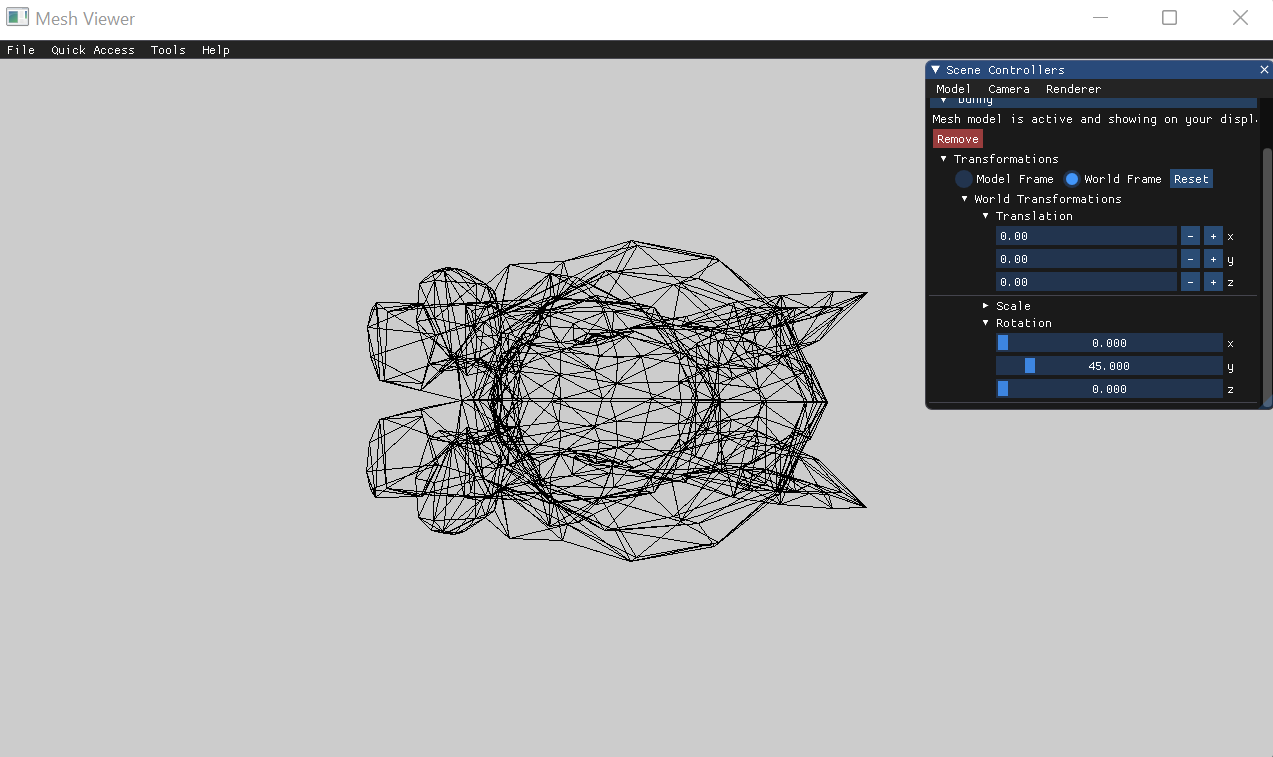 Mesh Viewer
File Quick Access Tools Help
Scene Controllers
Model Camera Renderer
bunny
Mesh model is active and showing on your displ
Remove
Transformations
Model Frame World Frame Reset
World Transformations
Translation
0.00 - + x
0.00 - + y
0.00 - + z
Scale
Rotation
0.000 x
45.000 y
0.000 z